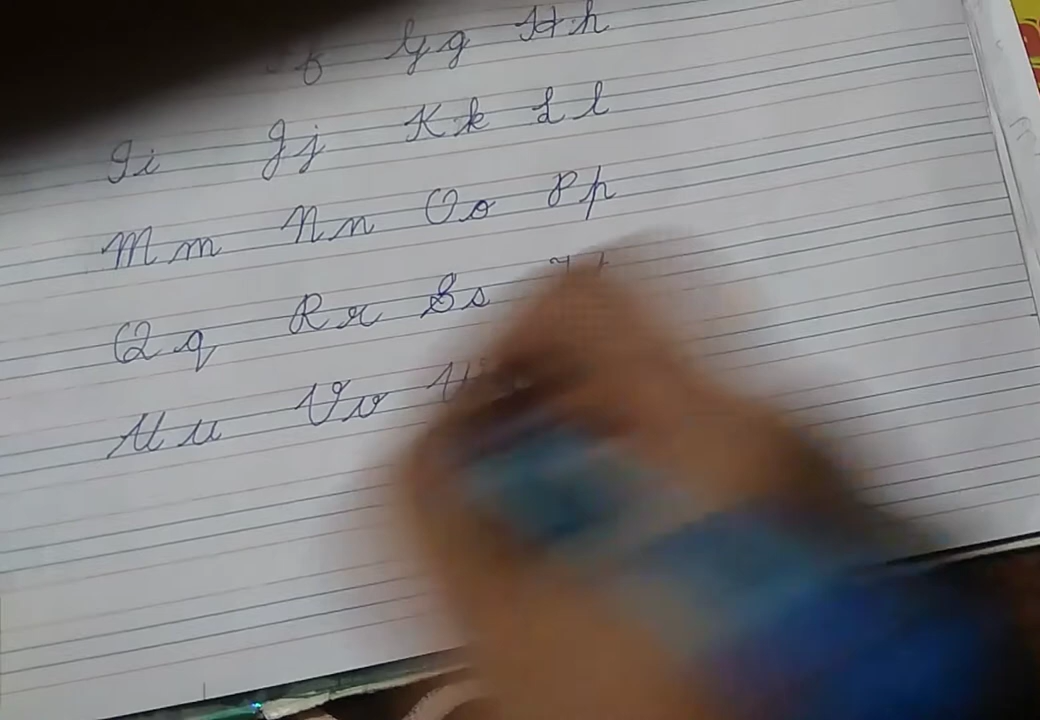 f Gg Hh
Ii Jj Kk Ll
Mm Nn Oo Pp
Qq Rr Ss
Uu Vv